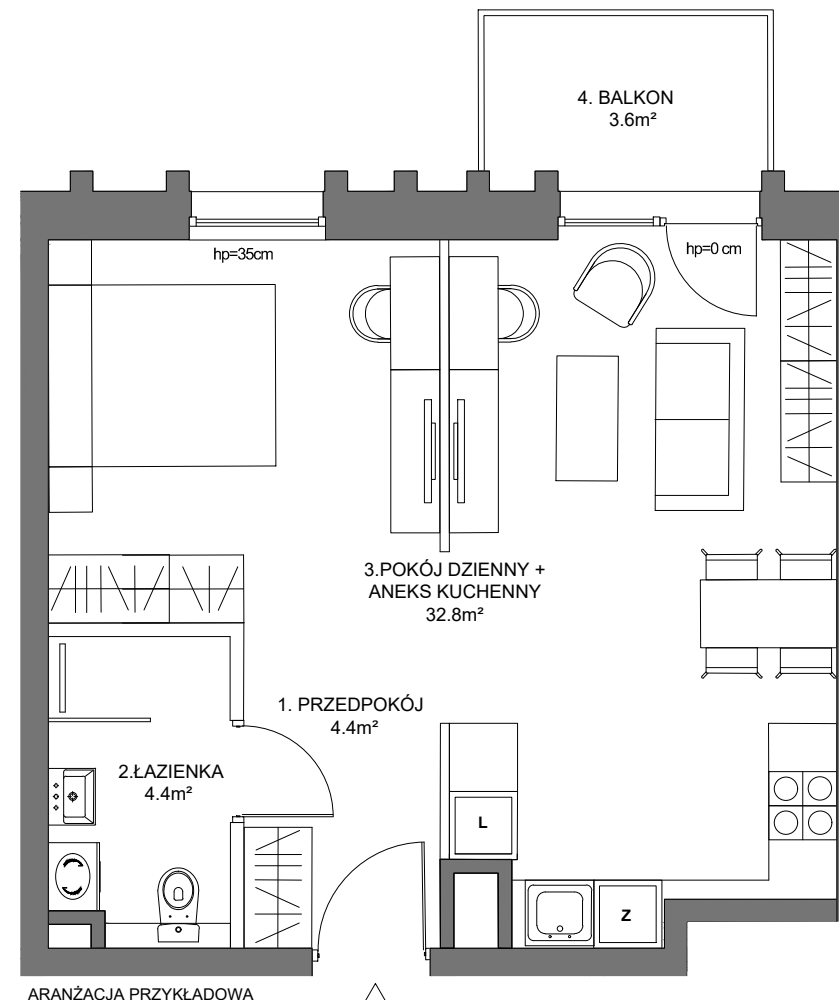 4. BALKON
3.6m²
hp=35cm
hp=0 cm
3.POKÓJ DZIENNY +
ANEKS KUCHENNY
32.8m²
1. PRZEDPOKÓJ
4.4m²
2.ŁAZIENKA
4.4m²
L
Z
ARANŻACJA PRZYKŁADOWA